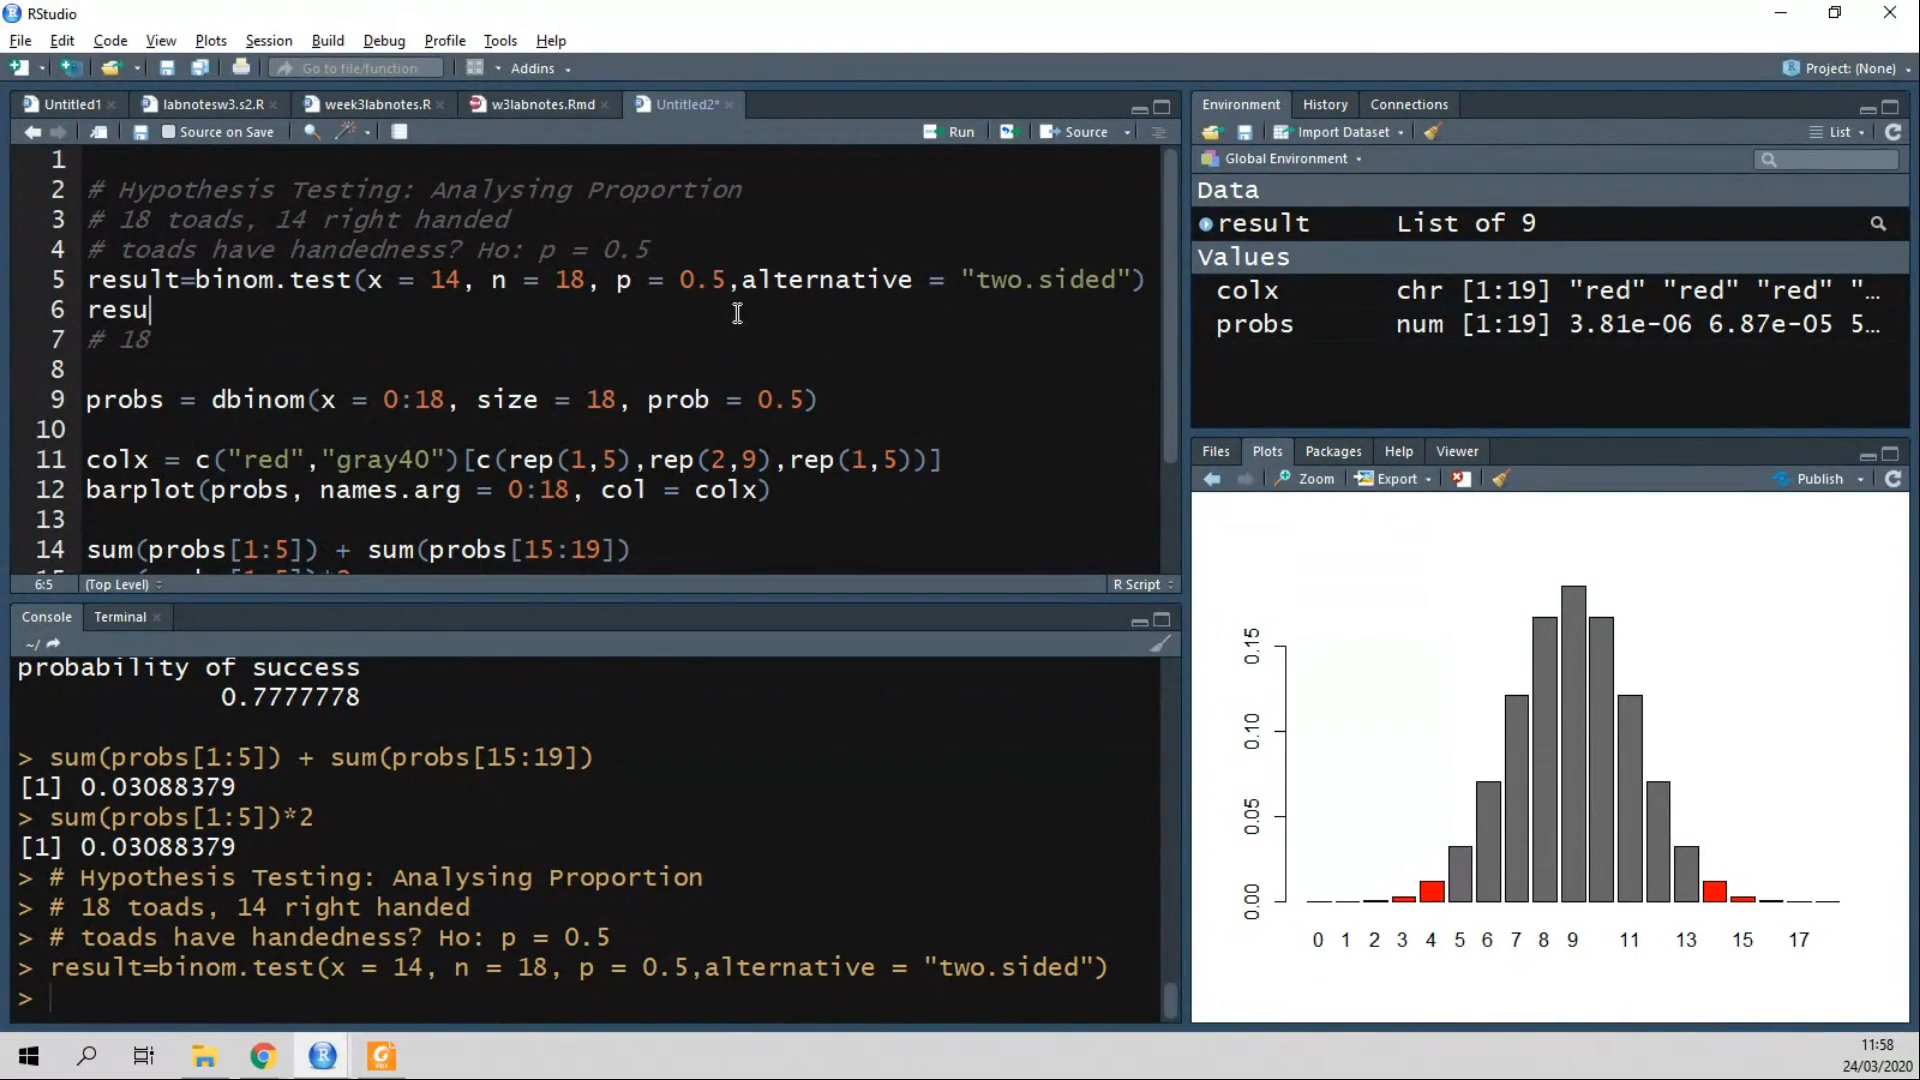 RStudio
File Edit Code View Plots Session Build Debug Profile Tools Help
Go to file/function Addins Project: (None)
Untitled1 labnotesw3.s2.R week3labnotes.R w3labnotes.Rmd Untitled2*
Source on Save Run Source
1
2 # Hypothesis Testing: Analysing Proportion
3 # 18 toads, 14 right handed
4 # toads have handedness? Ho: p = 0.5
5 result=binom.test(x = 14, n = 18, p = 0.5,alternative = "two.sided")
6 resu
7 # 18
8
9 probs = dbinom(x = 0:18, size = 18, prob = 0.5)
10
11 colx = c("red","gray40")[c(rep(1,5),rep(2,9),rep(1,5))]
12 barplot(probs, names.arg = 0:18, col = colx)
13
14 sum(probs[1:5]) + sum(probs[15:19])
6:5 (Top Level) R Script
Console Terminal
~/
probability of success
0.7777778
> sum(probs[1:5]) + sum(probs[15:19])
[1] 0.03088379
> sum(probs[1:5])*2
[1] 0.03088379
> # Hypothesis Testing: Analysing Proportion
> # 18 toads, 14 right handed
> # toads have handedness? Ho: p = 0.5
> result=binom.test(x = 14, n = 18, p = 0.5,alternative = "two.sided")
>
Environment History Connections
Import Dataset List
Global Environment
Data
result List of 9
Values
colx chr [1:19] "red" "red" "red" "…
probs num [1:19] 3.81e-06 6.87e-05 5…
Files Plots Packages Help Viewer
Zoom Export Publish
0.15
0.10
0.05
0.00
0 1 2 3 4 5 6 7 8 9 11 13 15 17
11:58
24/03/2020